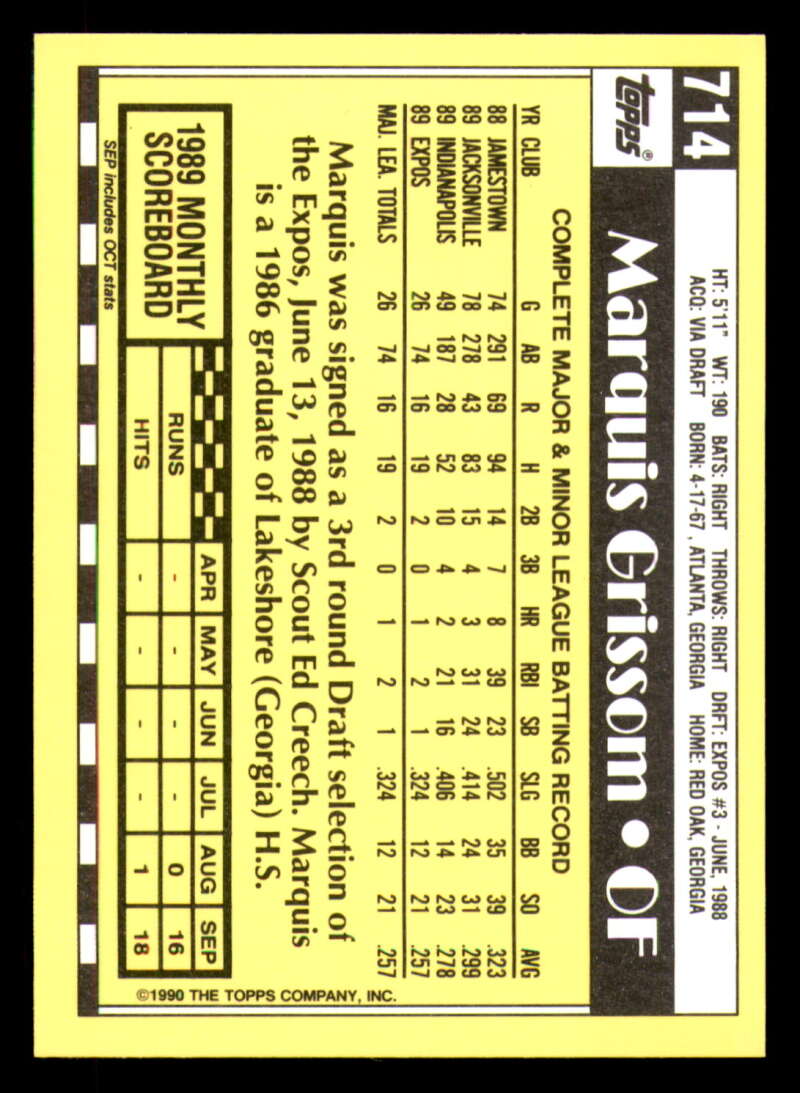 714
HT: 5'11" WT: 190 BATS: RIGHT THROWS: RIGHT DRFT: EXPOS #3 - JUNE, 1988
ACQ: VIA DRAFT BORN: 4-17-67 , ATLANTA, GEORGIA HOME: RED OAK, GEORGIA
topps®
Marquis Grissom • OF
COMPLETE MAJOR & MINOR LEAGUE BATTING RECORD
YR CLUB G AB R H 2B 3B HR RBI SB SLG BB SO AVG
88 JAMESTOWN 74 291 69 94 14 7 8 39 23 .502 35 39 .323
89 JACKSONVILLE 78 278 43 83 15 4 3 31 24 .414 24 31 .299
89 INDIANAPOLIS 49 187 28 52 10 4 2 21 16 .406 14 23 .278
89 EXPOS 26 74 16 19 2 0 1 2 1 .324 12 21 .257
MAJ. LEA. TOTALS 26 74 16 19 2 0 1 2 1 .324 12 21 .257
Marquis was signed as a 3rd round Draft selection of
the Expos, June 13, 1988 by Scout Ed Creech. Marquis
is a 1986 graduate of Lakeshore (Georgia) H.S.
1989 MONTHLY
SCOREBOARD
APR MAY JUN JUL AUG SEP
RUNS - - - - 0 16
HITS - - - - 1 18
SEP includes OCT stats
©1990 THE TOPPS COMPANY, INC.